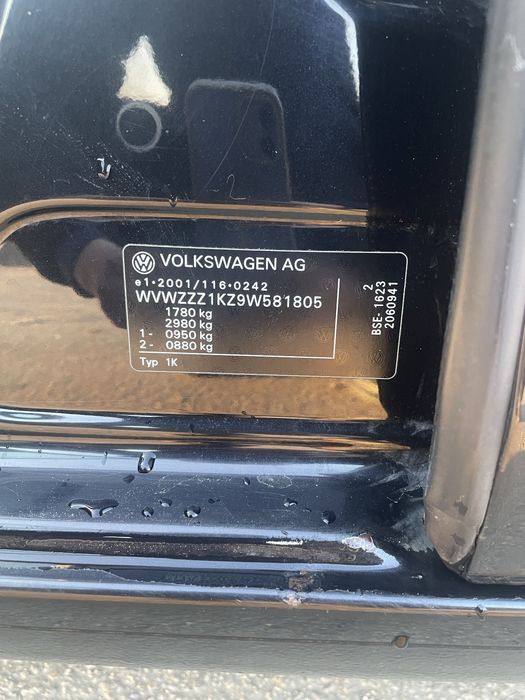 VOLKSWAGEN AG
e1*2001/116*0242
WVWZZZ1KZ9W581805
1780 kg
2980 kg
1 - 0950 kg
2 - 0880 kg
Typ 1K
2
BSE- 1623
2060941